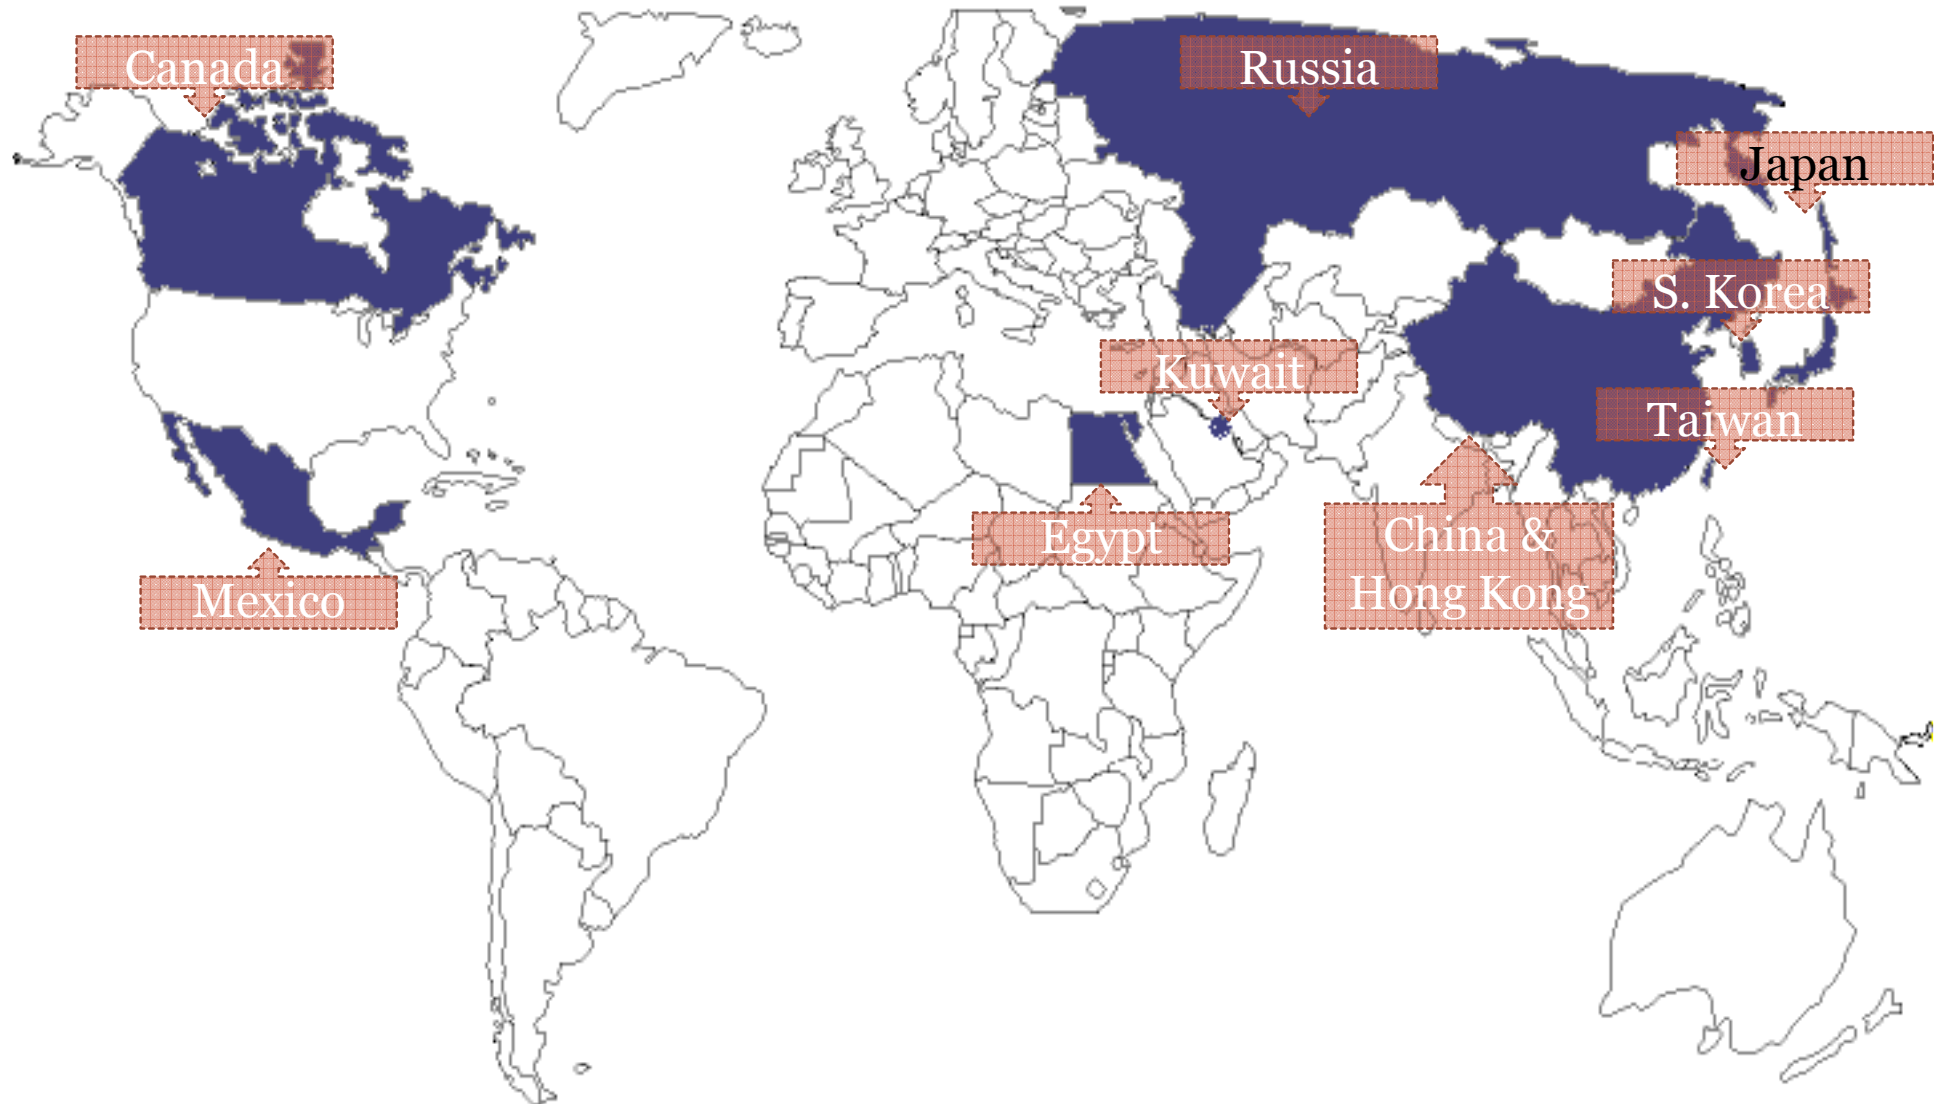 Canada
Russia
Japan
S. Korea
Kuwait
Taiwan
Egypt
China &
Hong Kong
Mexico